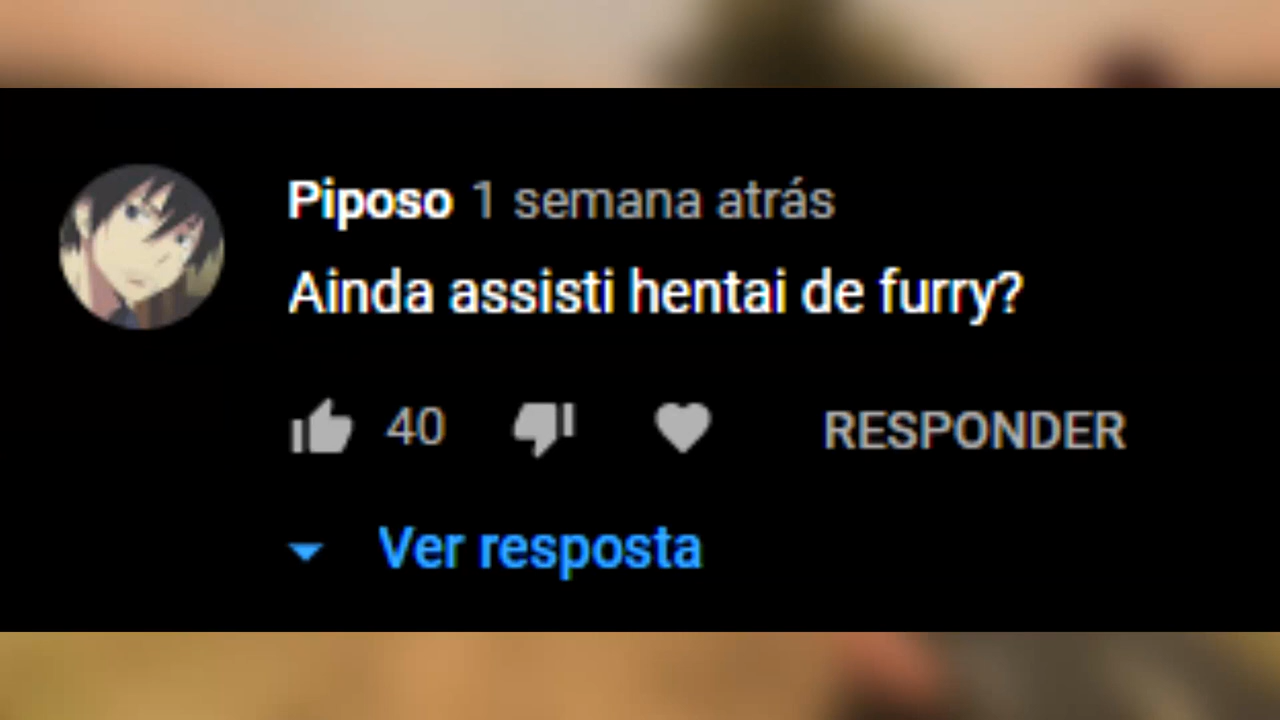 Piposo 1 semana atrás
Ainda assisti hentai de furry?
40 RESPONDER
Ver resposta